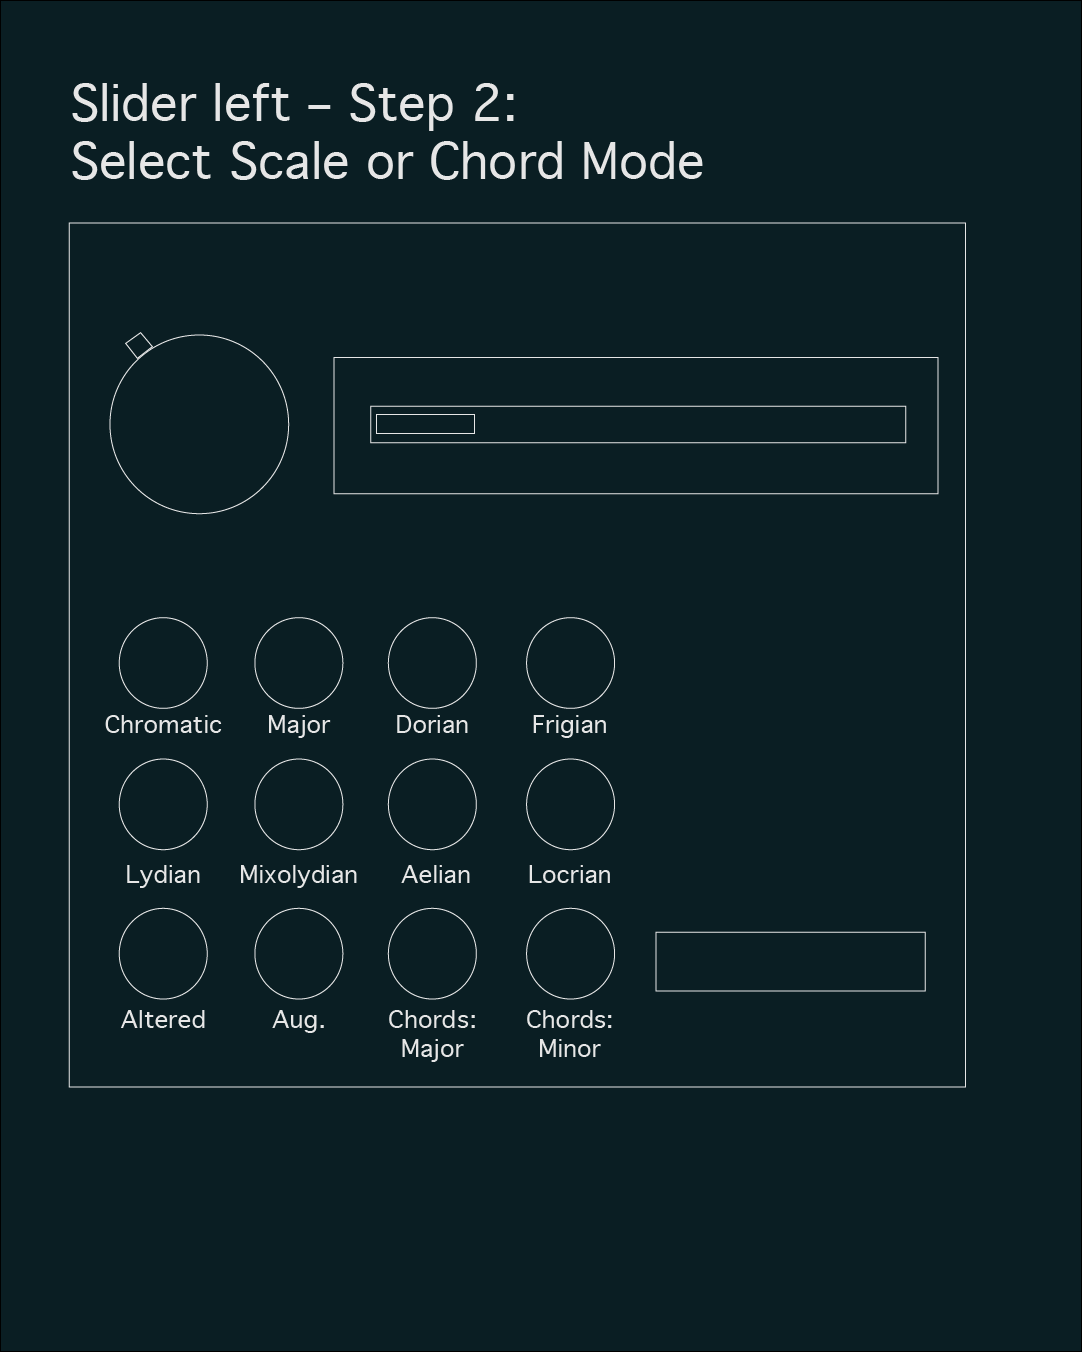 Slider left – Step 2:
Select Scale or Chord Mode
Chromatic Major Dorian Frigian
Lydian Mixolydian Aelian Locrian
Altered Aug. Chords: Chords:
Major Minor